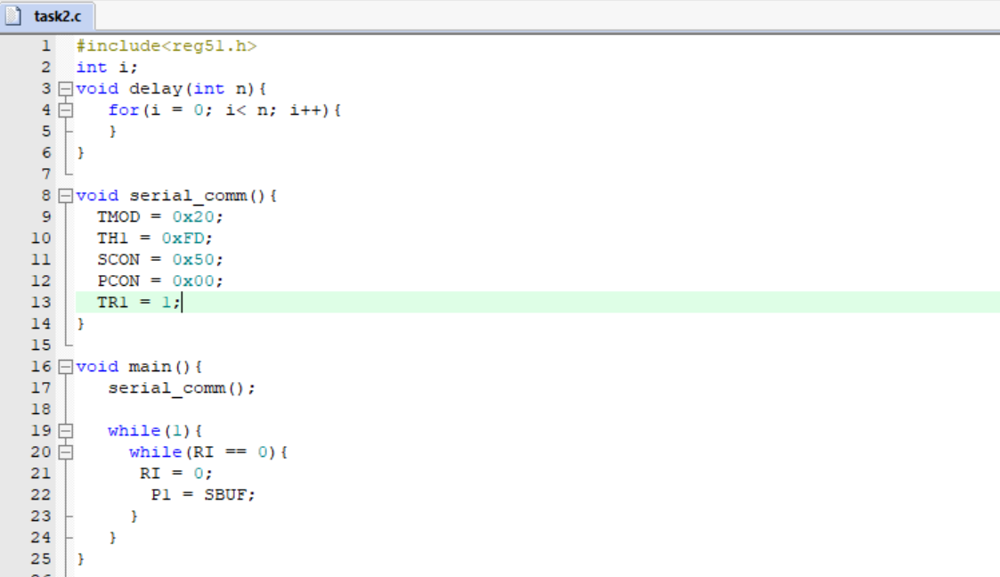 task2.c
1 #include<reg51.h>
2 int i;
3 void delay(int n){
4 for(i = 0; i< n; i++){
5 }
6 }
7
8 void serial_comm(){
9 TMOD = 0x20;
10 TH1 = 0xFD;
11 SCON = 0x50;
12 PCON = 0x00;
13 TR1 = 1;
14 }
15
16 void main(){
17 serial_comm();
18
19 while(1){
20 while(RI == 0){
21 RI = 0;
22 P1 = SBUF;
23 }
24 }
25 }